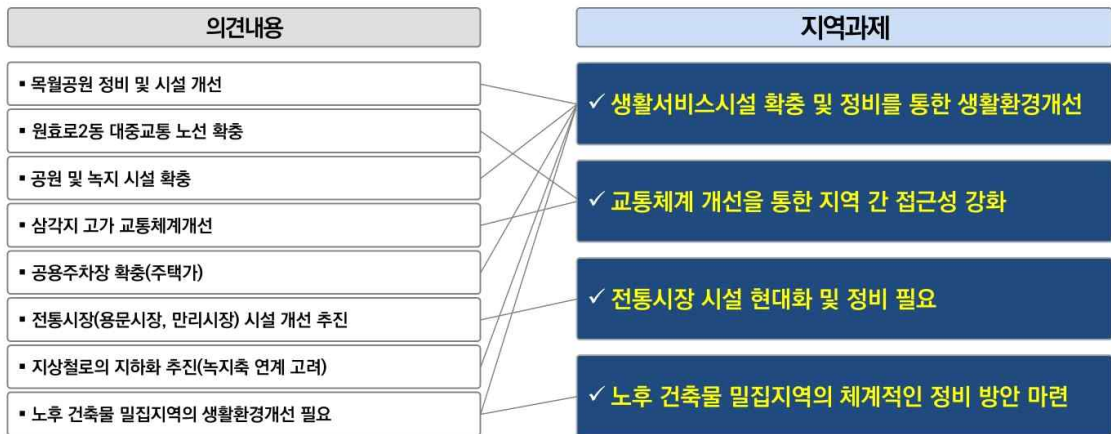 의견내용
▪ 목월공원 정비 및 시설 개선
▪ 원효로2동 대중교통 노선 확충
▪ 공원 및 녹지 시설 확충
▪ 삼각지 고가 교통체계개선
▪ 공용주차장 확충(주택가)
▪ 전통시장(용문시장, 만리시장) 시설 개선 추진
▪ 지상철로의 지하화 추진(녹지축 연계 고려)
▪ 노후 건축물 밀집지역의 생활환경개선 필요
지역과제
✓ 생활서비스시설 확충 및 정비를 통한 생활환경개선
✓ 교통체계 개선을 통한 지역 간 접근성 강화
✓ 전통시장 시설 현대화 및 정비 필요
✓ 노후 건축물 밀집지역의 체계적인 정비 방안 마련